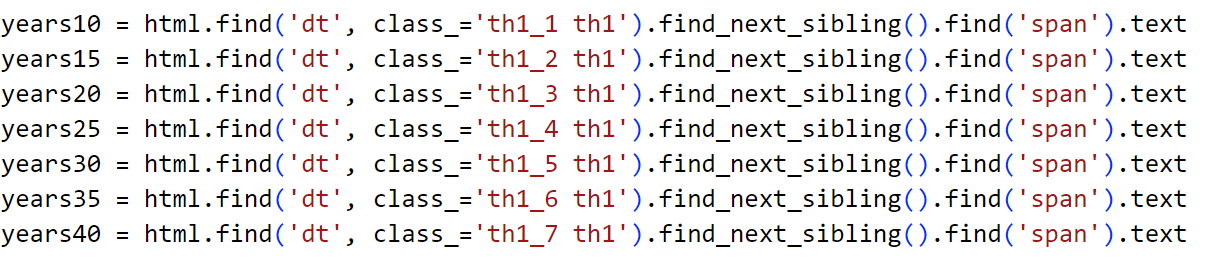 years10 = html.find('dt', class_='th1_1 th1').find_next_sibling().find('span').text
years15 = html.find('dt', class_='th1_2 th1').find_next_sibling().find('span').text
years20 = html.find('dt', class_='th1_3 th1').find_next_sibling().find('span').text
years25 = html.find('dt', class_='th1_4 th1').find_next_sibling().find('span').text
years30 = html.find('dt', class_='th1_5 th1').find_next_sibling().find('span').text
years35 = html.find('dt', class_='th1_6 th1').find_next_sibling().find('span').text
years40 = html.find('dt', class_='th1_7 th1').find_next_sibling().find('span').text